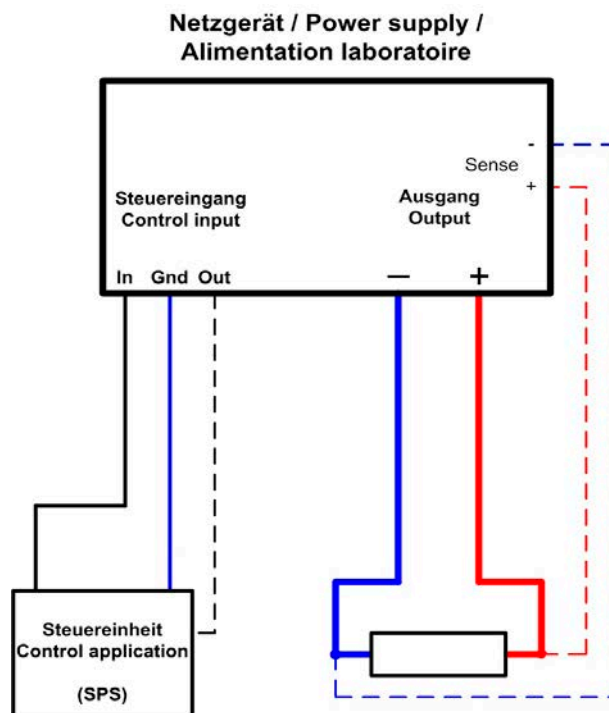 Netzgerät / Power supply /
Alimentation laboratoire
-
Sense
+
Steuereingang
Control input
Ausgang
Output
In Gnd Out
— +
Steuereinheit
Control application
(SPS)